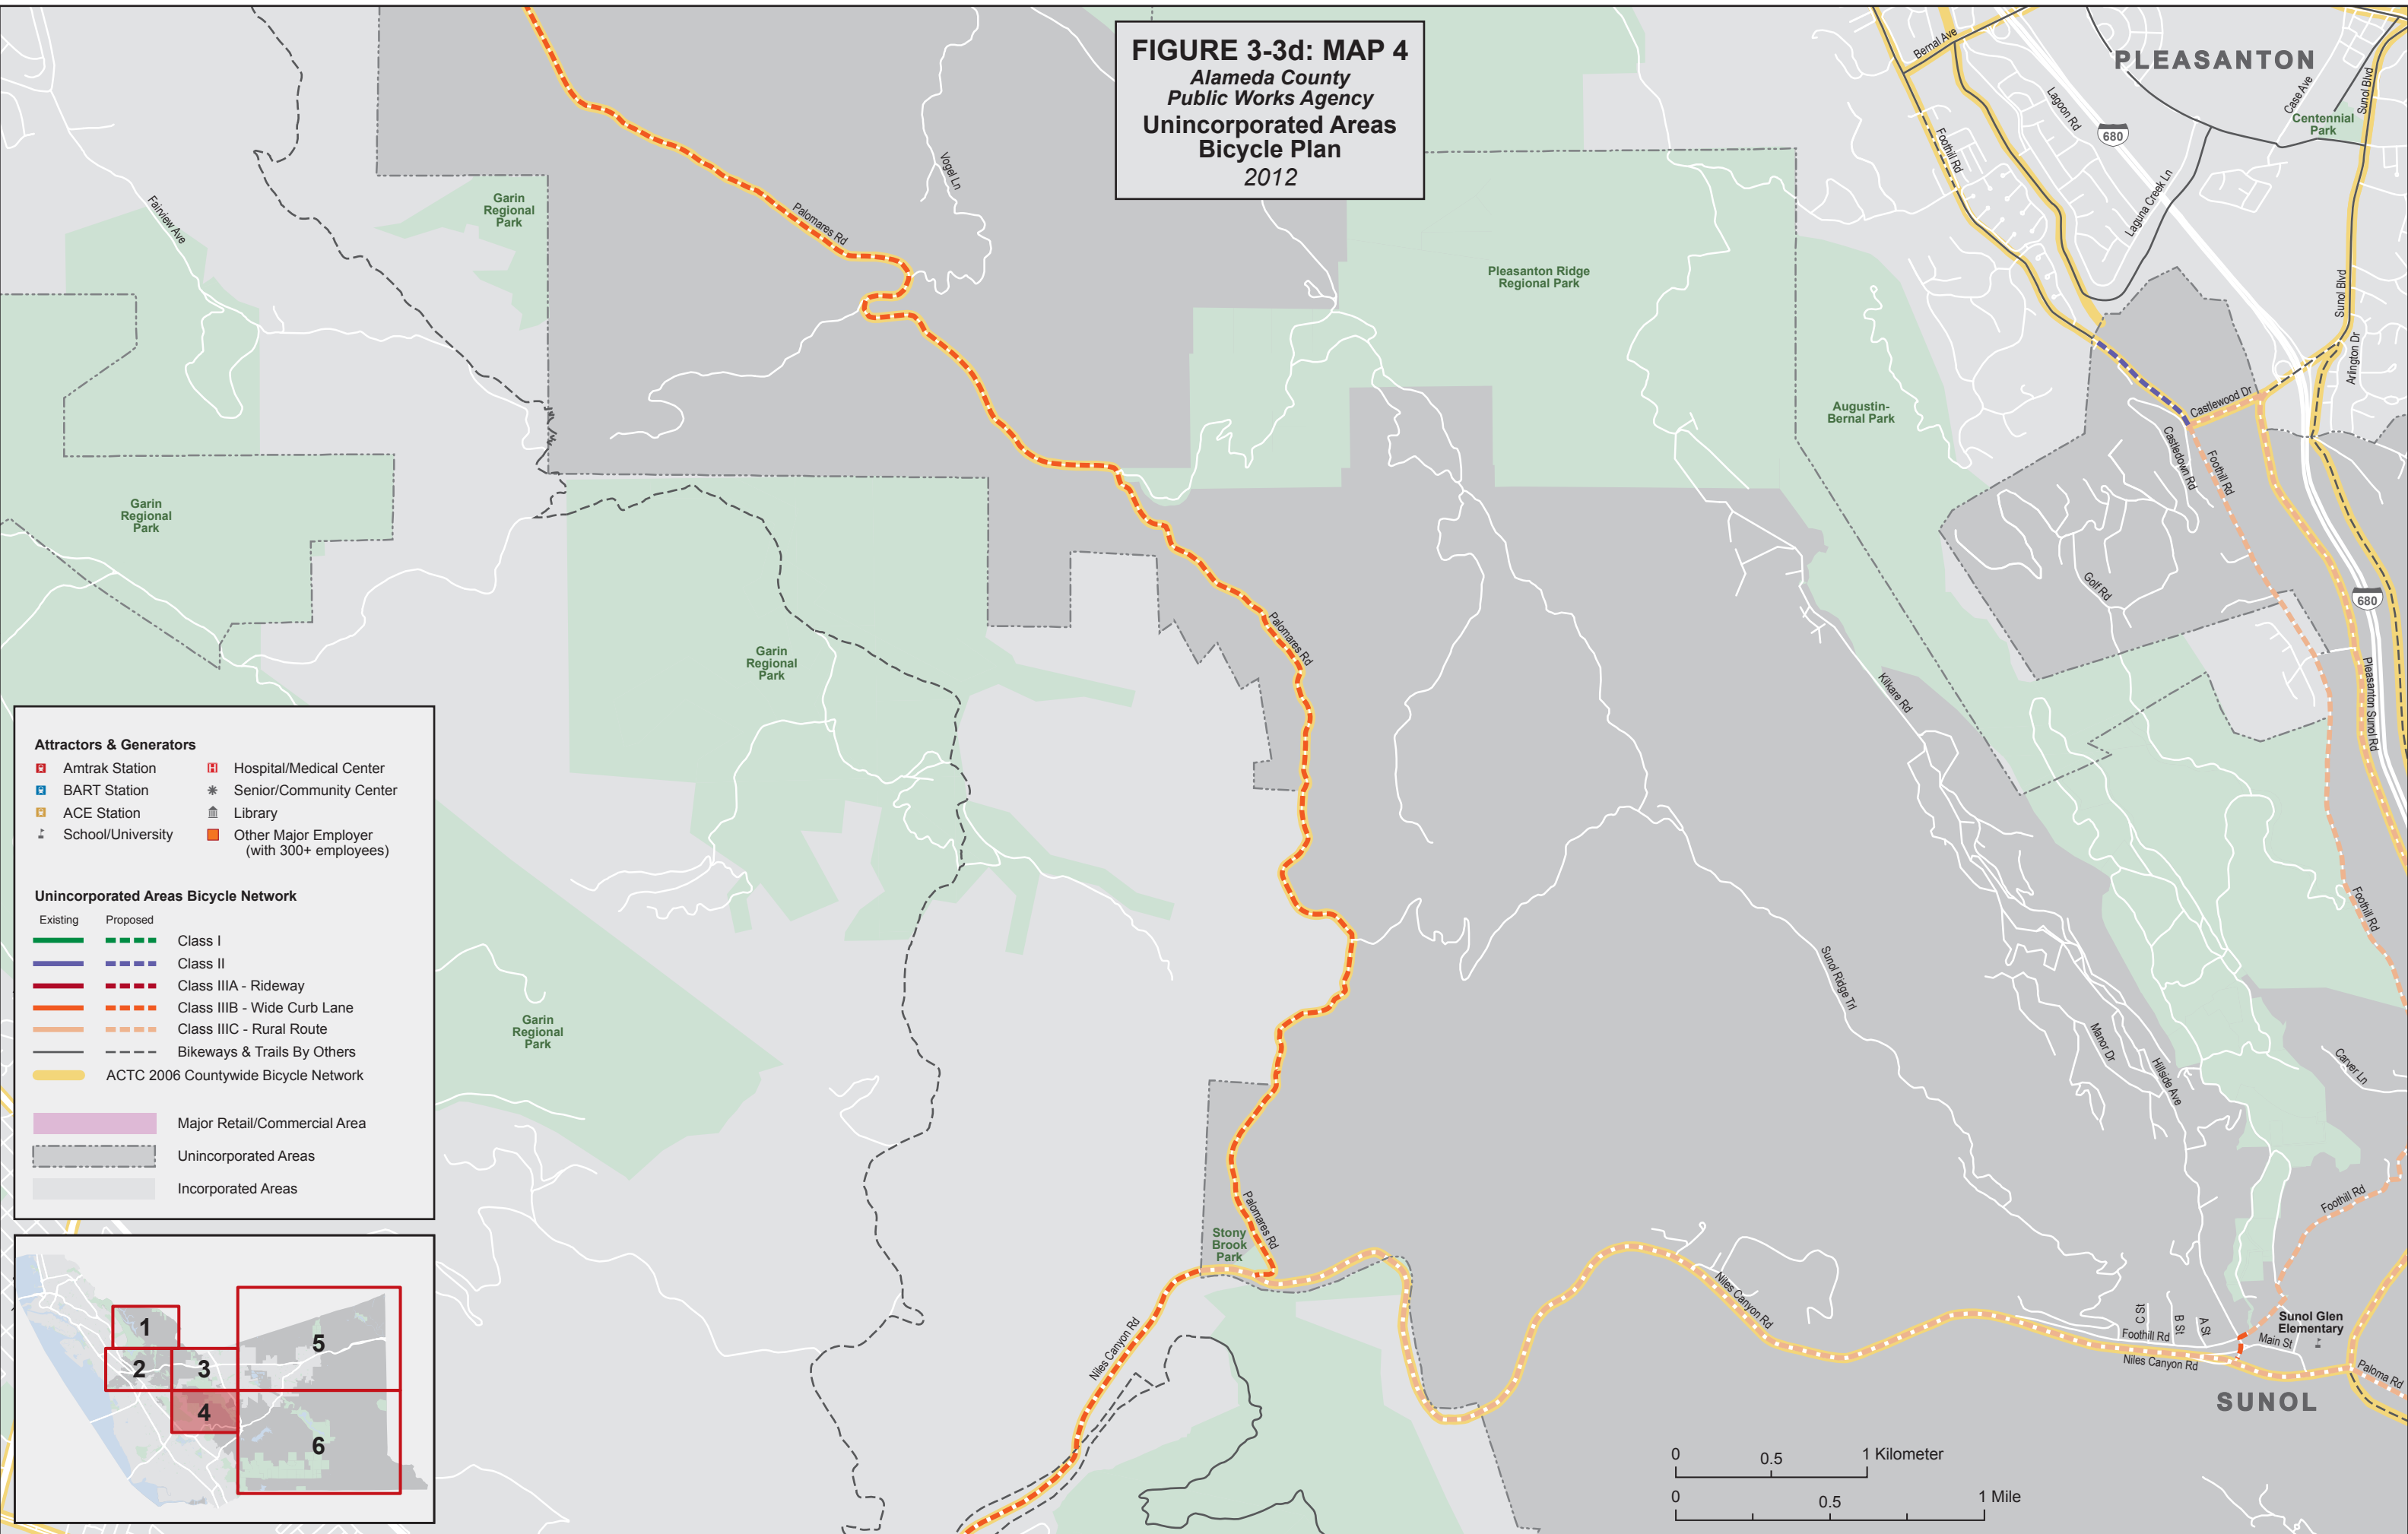 FIGURE 3-3d: MAP 4
Alameda County
Public Works Agency
Unincorporated Areas
Bicycle Plan
2012
PLEASANTON
Bernal Ave
Case Ave
Sunol Blvd
Lagoon Rd
680
Centennial
Park
Foothill Rd
Laguna Creek Ln
Vogel Ln
Garin
Regional
Park
Fairview Ave
Palomares Rd
Pleasanton Ridge
Regional Park
Sunol Blvd
Arlington Dr
Augustin-
Bernal Park
Castlewood Dr
Castledown Rd
Foothill Rd
Garin
Regional
Park
Golf Rd
680
Palomares Rd
Garin
Regional
Park
Kilkare Rd
Pleasanton Sunol Rd
Foothill Rd
Sunol Ridge Trl
Garin
Regional
Park
Manor Dr
Hillside Ave
Carver Ln
Foothill Rd
Palomares Rd
Stony
Brook
Park
Niles Canyon Rd
Niles Canyon Rd
C St
B St
A St
Foothill Rd
Main St
Sunol Glen
Elementary
Niles Canyon Rd
Paloma Rd
SUNOL
Attractors & Generators
Amtrak Station
BART Station
ACE Station
School/University
Hospital/Medical Center
Senior/Community Center
Library
Other Major Employer
(with 300+ employees)
Unincorporated Areas Bicycle Network
Existing Proposed
Class I
Class II
Class IIIA - Rideway
Class IIIB - Wide Curb Lane
Class IIIC - Rural Route
Bikeways & Trails By Others
ACTC 2006 Countywide Bicycle Network
Major Retail/Commercial Area
Unincorporated Areas
Incorporated Areas
1
2
3
4
5
6
0 0.5 1 Kilometer
0 0.5 1 Mile